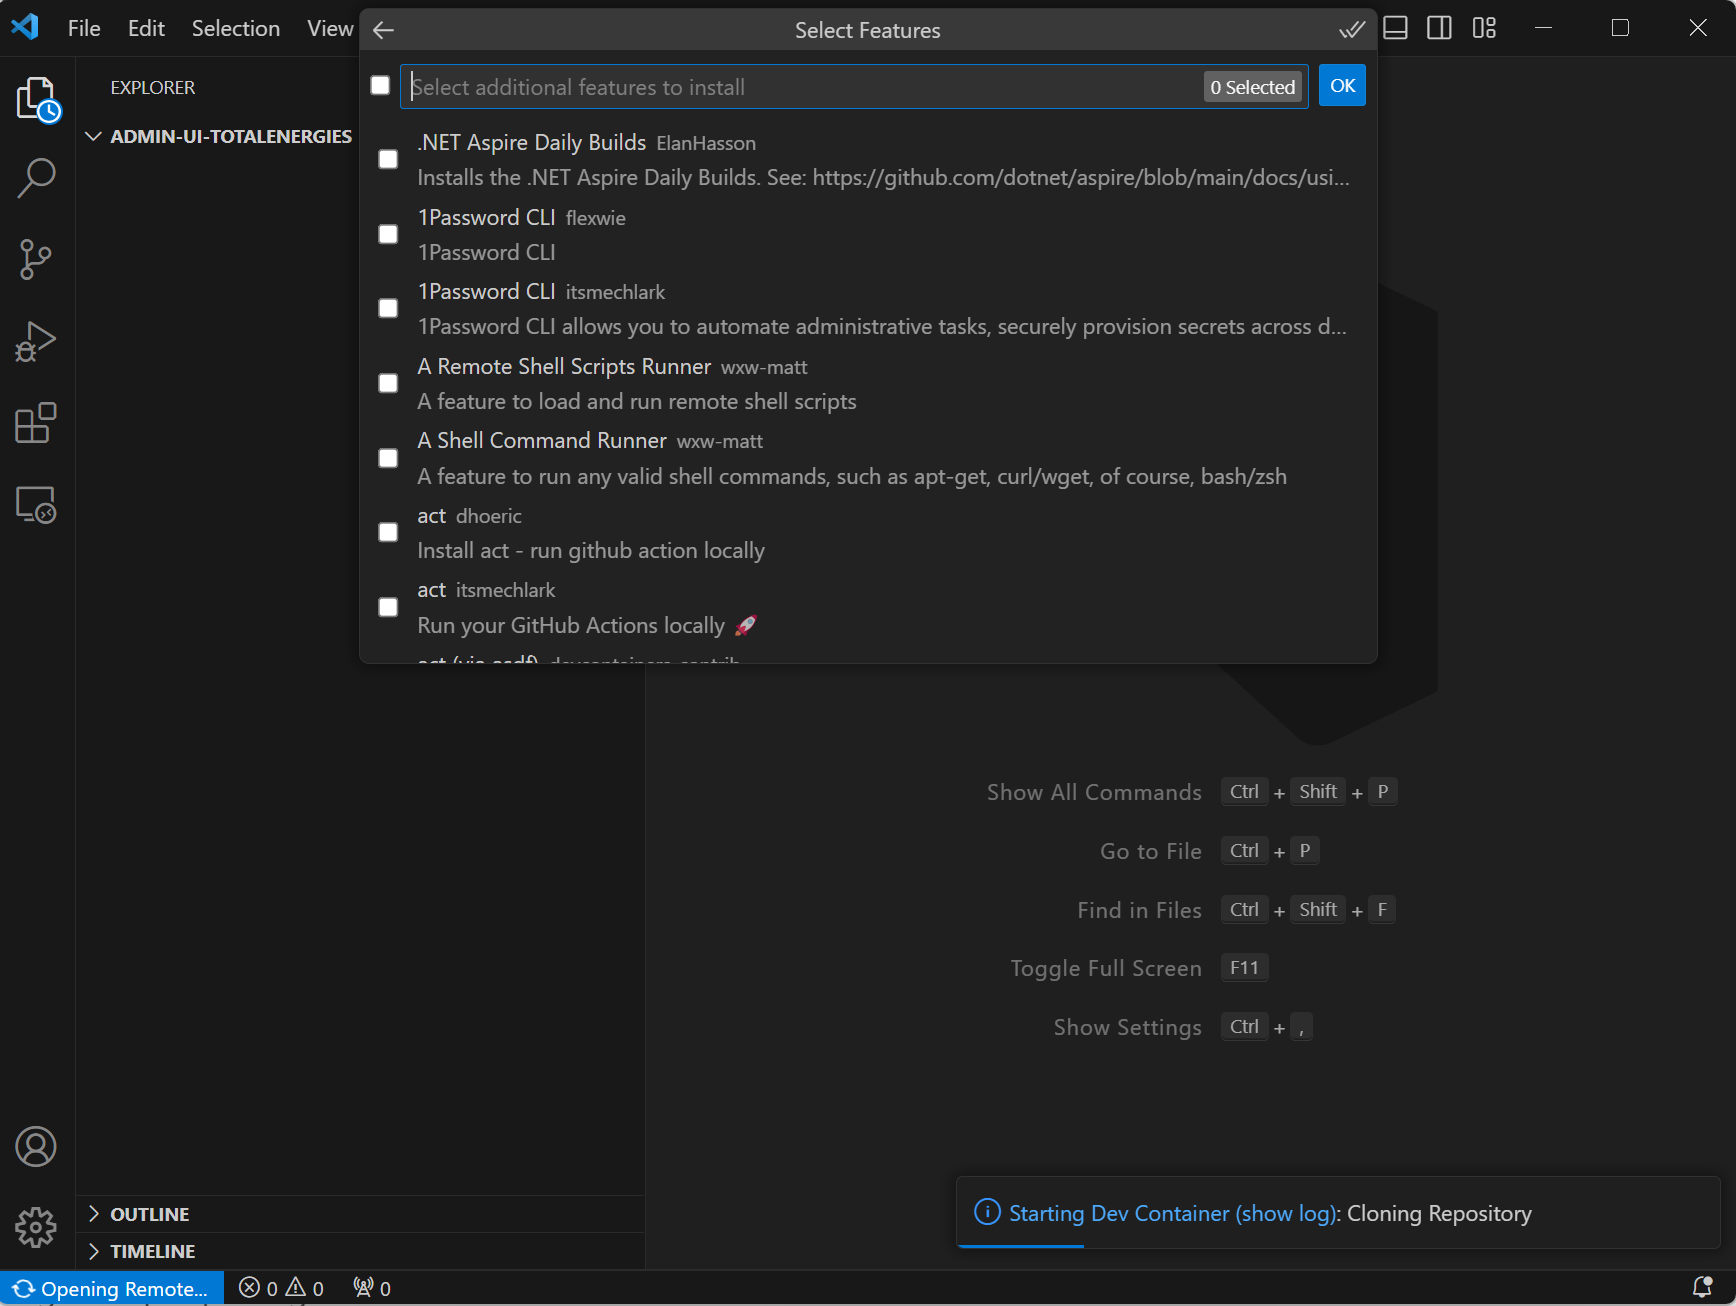 File Edit Selection View
Select Features
Select additional features to install
0 Selected
OK
EXPLORER
ADMIN-UI-TOTALENERGIES
.NET Aspire Daily Builds ElanHasson
Installs the .NET Aspire Daily Builds. See: https://github.com/dotnet/aspire/blob/main/docs/usi...
1Password CLI flexwie
1Password CLI
1Password CLI itsmechlark
1Password CLI allows you to automate administrative tasks, securely provision secrets across d...
A Remote Shell Scripts Runner wxw-matt
A feature to load and run remote shell scripts
A Shell Command Runner wxw-matt
A feature to run any valid shell commands, such as apt-get, curl/wget, of course, bash/zsh
act dhoeric
Install act - run github action locally
act itsmechlark
Run your GitHub Actions locally 🚀
act (via asdf) devcontainers-contrib
Show All Commands Ctrl + Shift + P
Go to File Ctrl + P
Find in Files Ctrl + Shift + F
Toggle Full Screen F11
Show Settings Ctrl + ,
OUTLINE
TIMELINE
Starting Dev Container (show log): Cloning Repository
Opening Remote... 0 0 0